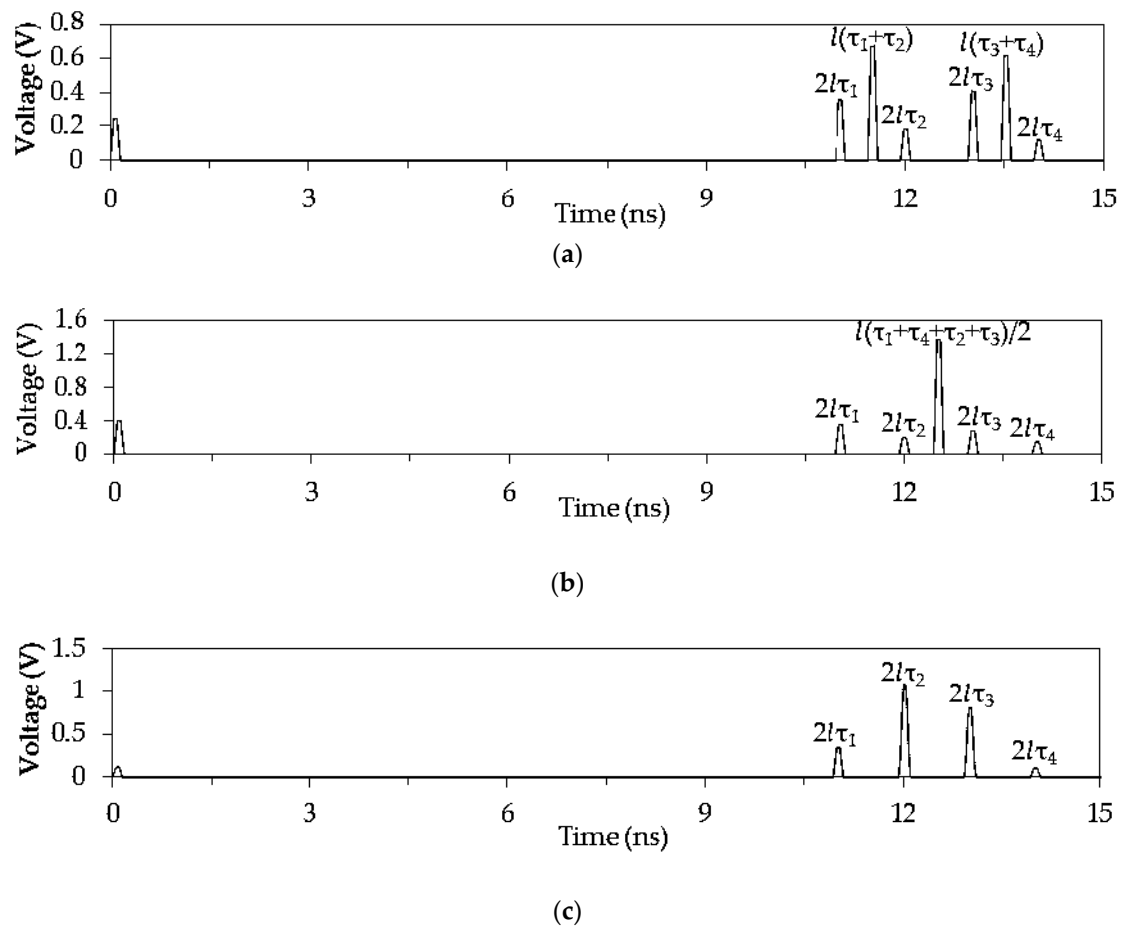 0.8
0.6
0.4
0.2
0
Voltage (V)
l(τ₁+τ₂)
l(τ₃+τ₄)
2lτ₁
2lτ₂
2lτ₃
2lτ₄
0 3 6 9 12 15
Time (ns)
(a)
1.6
1.2
0.8
0.4
0
Voltage (V)
l(τ₁+τ₄+τ₂+τ₃)/2
2lτ₁
2lτ₂
2lτ₃
2lτ₄
0 3 6 9 12 15
Time (ns)
(b)
1.5
1
0.5
0
Voltage (V)
2lτ₁
2lτ₂
2lτ₃
2lτ₄
0 3 6 9 12 15
Time (ns)
(c)